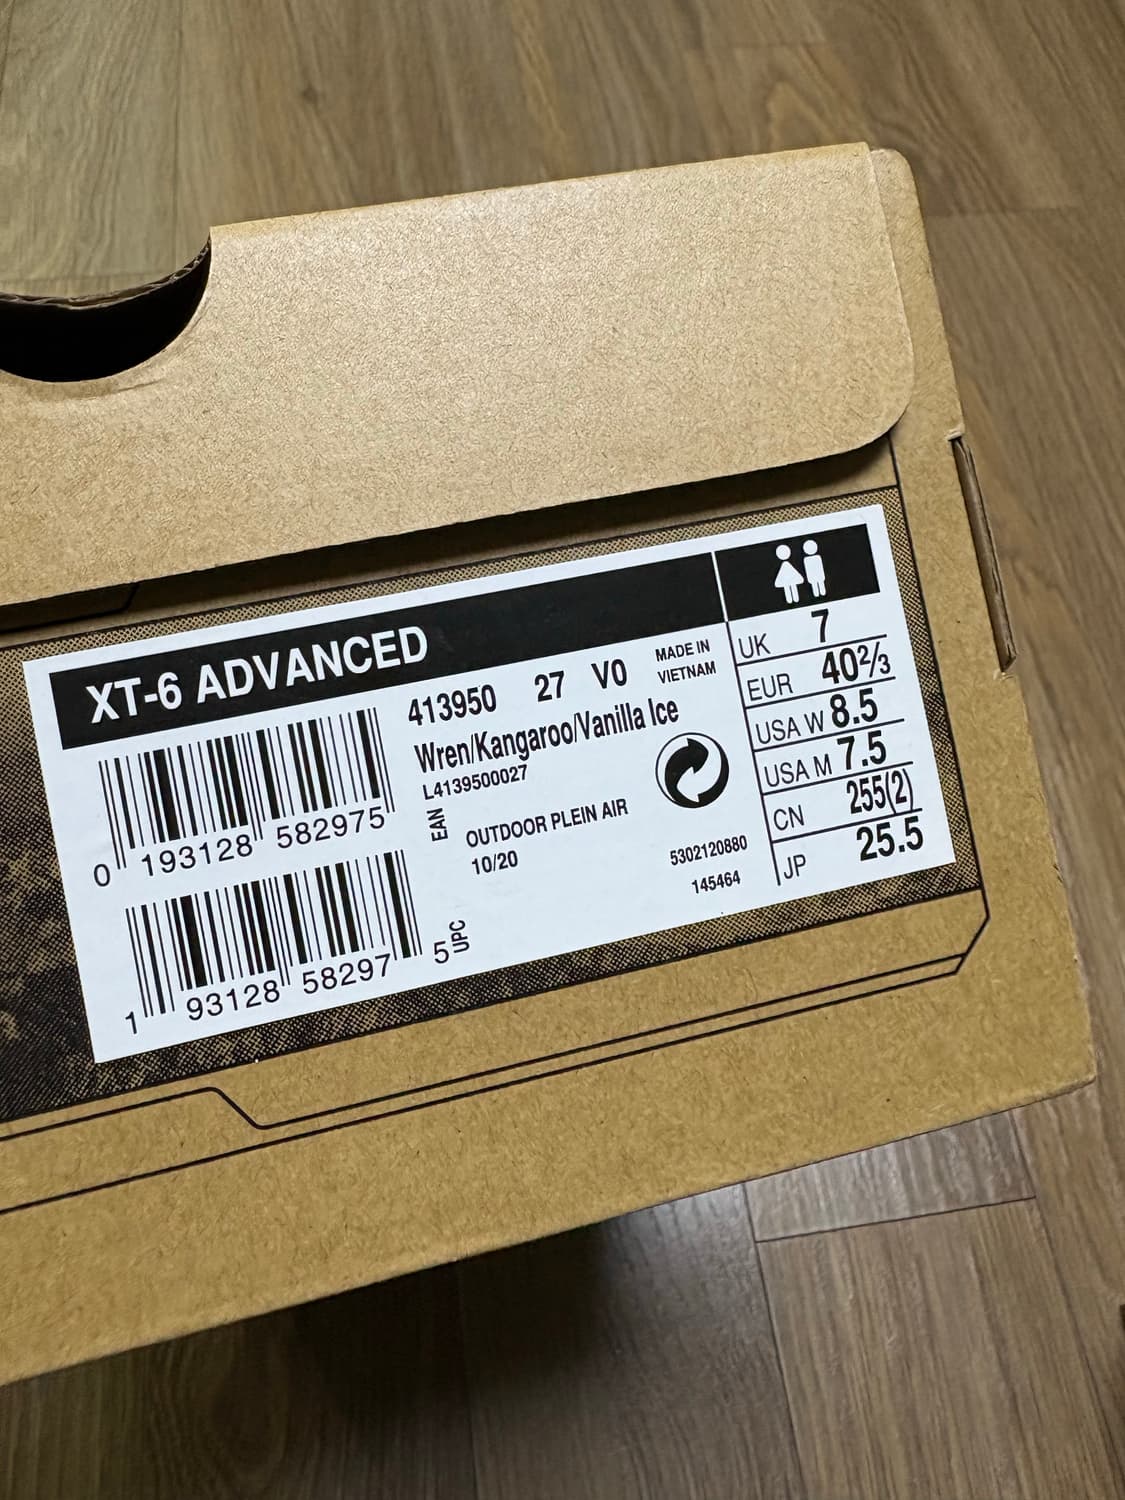 XT-6 ADVANCED
413950 27 V0
MADE IN
VIETNAM
Wren/Kangaroo/Vanilla Ice
L4139500027
0 193128 582975
EAN
OUTDOOR PLEIN AIR
10/20
5302120880
145464
1 93128 58297 5
UPC
UK 7
EUR 40 2/3
USA W 8.5
USA M 7.5
CN 255(2)
JP 25.5